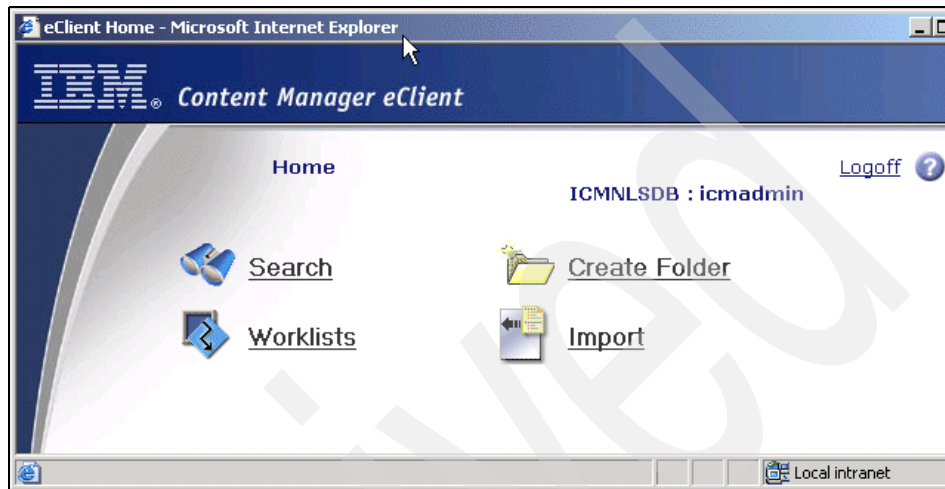 eClient Home - Microsoft Internet Explorer
IBM® Content Manager eClient
Home
Logoff ?
ICMNLSDB : icmadmin
Search
Create Folder
Worklists
Import
Local intranet